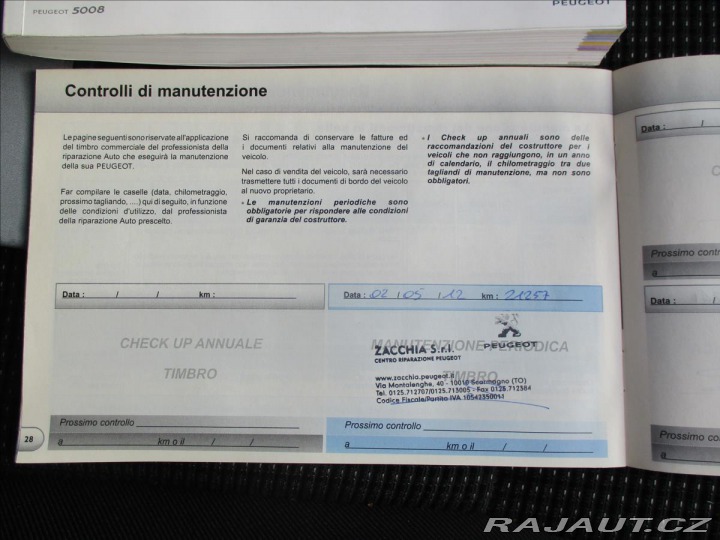 PEUGEOT 5008
PEUGEOT
Controlli di manutenzione
Le pagine seguenti sono riservate all'applicazione
del timbro commerciale del professionista della
riparazione Auto che eseguirà la manutenzione
della sua PEUGEOT.
Far compilare le caselle (data, chilometraggio,
prossimo tagliando, ....) qui di seguito, in funzione
delle condizioni d'utilizzo, dal professionista
della riparazione Auto prescelto.
Si raccomanda di conservare le fatture ed
i documenti relativi alla manutenzione del
veicolo.
Nel caso di vendita del veicolo, sarà necessario
trasmettere tutti i documenti di bordo del veicolo
al nuovo proprietario.
• Le manutenzioni periodiche sono
obbligatorie per rispondere alle condizioni
di garanzia del costruttore.
• I Check up annuali sono delle
raccomandazioni del costruttore per i
veicoli che non raggiungono, in un anno
di calendario, il chilometraggio tra due
tagliandi di manutenzione, ma non sono
obbligatori.
Data : / / km :
CHECK UP ANNUALE
TIMBRO
Prossimo controllo
a km o il / /
28
Data : 02 / 05 / 12 km : 21257
MANUTENZIONE PERIODICA
TIMBRO
PEUGEOT
ZACCHIA S.r.l.
CENTRO RIPARAZIONE PEUGEOT
www.zacchia.peugeot.it
Via Montalenghe, 40 - 10010 Scarmagno (TO)
Tel. 0125.712707/0125.713005 - Fax 0125.712584
Codice Fiscale/Partita IVA 10542350011
Prossimo controllo
a km o il / /
Data : /
Prossimo contr
a
Data : /
Prossimo co
a
RAJAUT.CZ